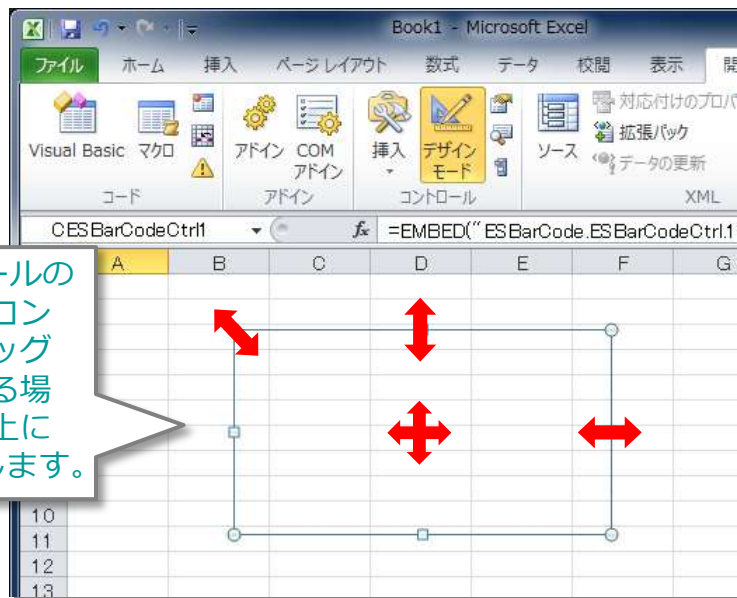 Book1 - Microsoft Excel
ファイル ホーム 挿入 ページ レイアウト 数式 データ 校閲 表示 開
Visual Basic マクロ アドイン COM アドイン 挿入 デザイン モード ソース
対応付けのプロパ
拡張パック
データの更新
コード アドイン コントロール XML
CESBarCodeCtrl1 fx =EMBED("ESBarCode.ESBarCodeCtrl.1
A B C D E F G
ールの
コン
ッグ
る場
上に
します。
10
11
12
13